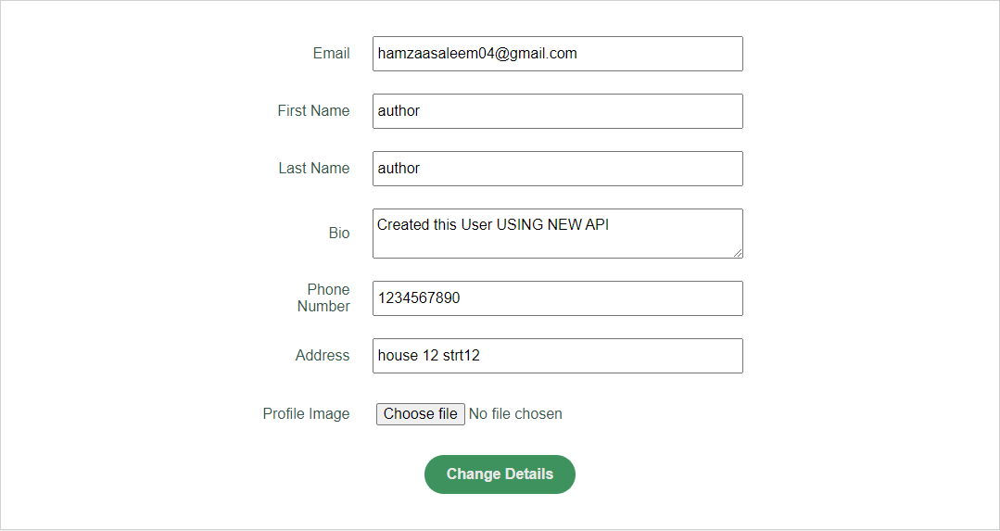 Email hamzaasaleem04@gmail.com
First Name author
Last Name author
Bio Created this User USING NEW API
Phone
Number 1234567890
Address house 12 strt12
Profile Image Choose file No file chosen
Change Details